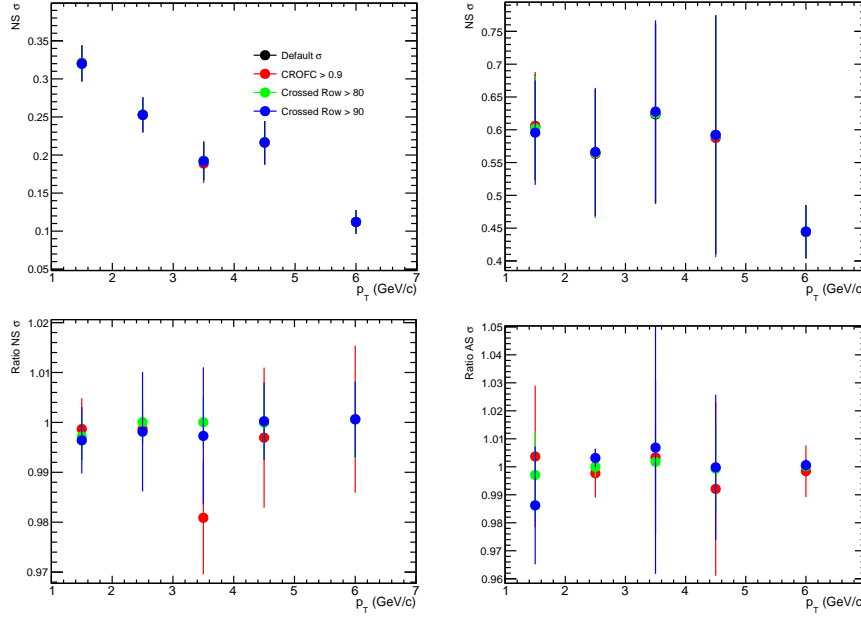 NS σ
0.35
0.3
0.25
0.2
0.15
0.1
0.05
Default σ
CROFC > 0.9
Crossed Row > 80
Crossed Row > 90
1 2 3 4 5 6 7
p_T (GeV/c)
NS σ
0.75
0.7
0.65
0.6
0.55
0.5
0.45
0.4
1 2 3 4 5 6 7
p_T (GeV/c)
Ratio NS σ
1.02
1.01
1
0.99
0.98
0.97
1 2 3 4 5 6 7
p_T (GeV/c)
Ratio AS σ
1.05
1.04
1.03
1.02
1.01
1.00
0.99
0.98
0.97
0.96
1 2 3 4 5 6 7
p_T (GeV/c)